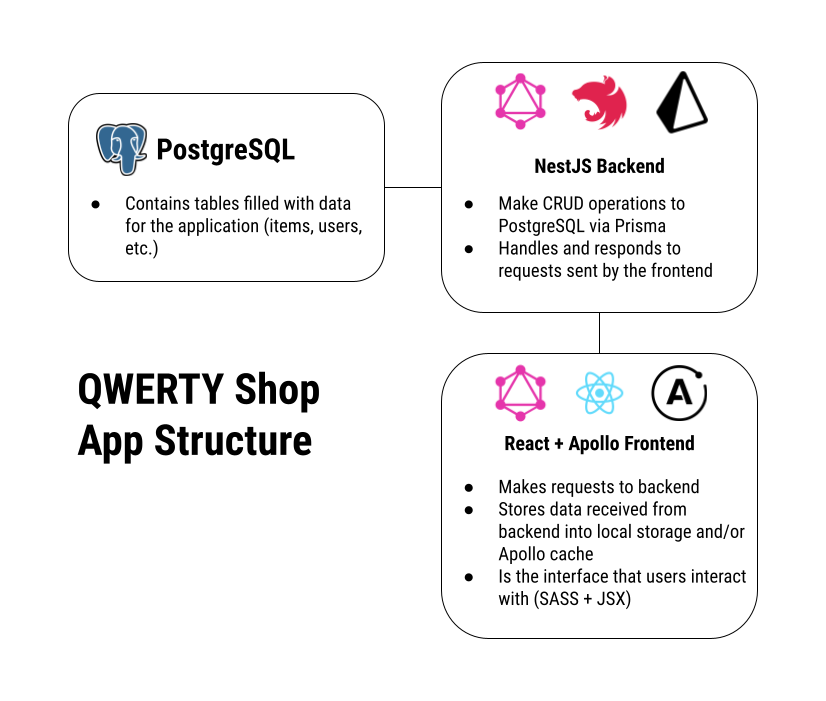 PostgreSQL
● Contains tables filled with data
for the application (items, users,
etc.)
NestJS Backend
● Make CRUD operations to
PostgreSQL via Prisma
● Handles and responds to
requests sent by the frontend
QWERTY Shop
App Structure
A
React + Apollo Frontend
● Makes requests to backend
● Stores data received from
backend into local storage and/or
Apollo cache
● Is the interface that users interact
with (SASS + JSX)